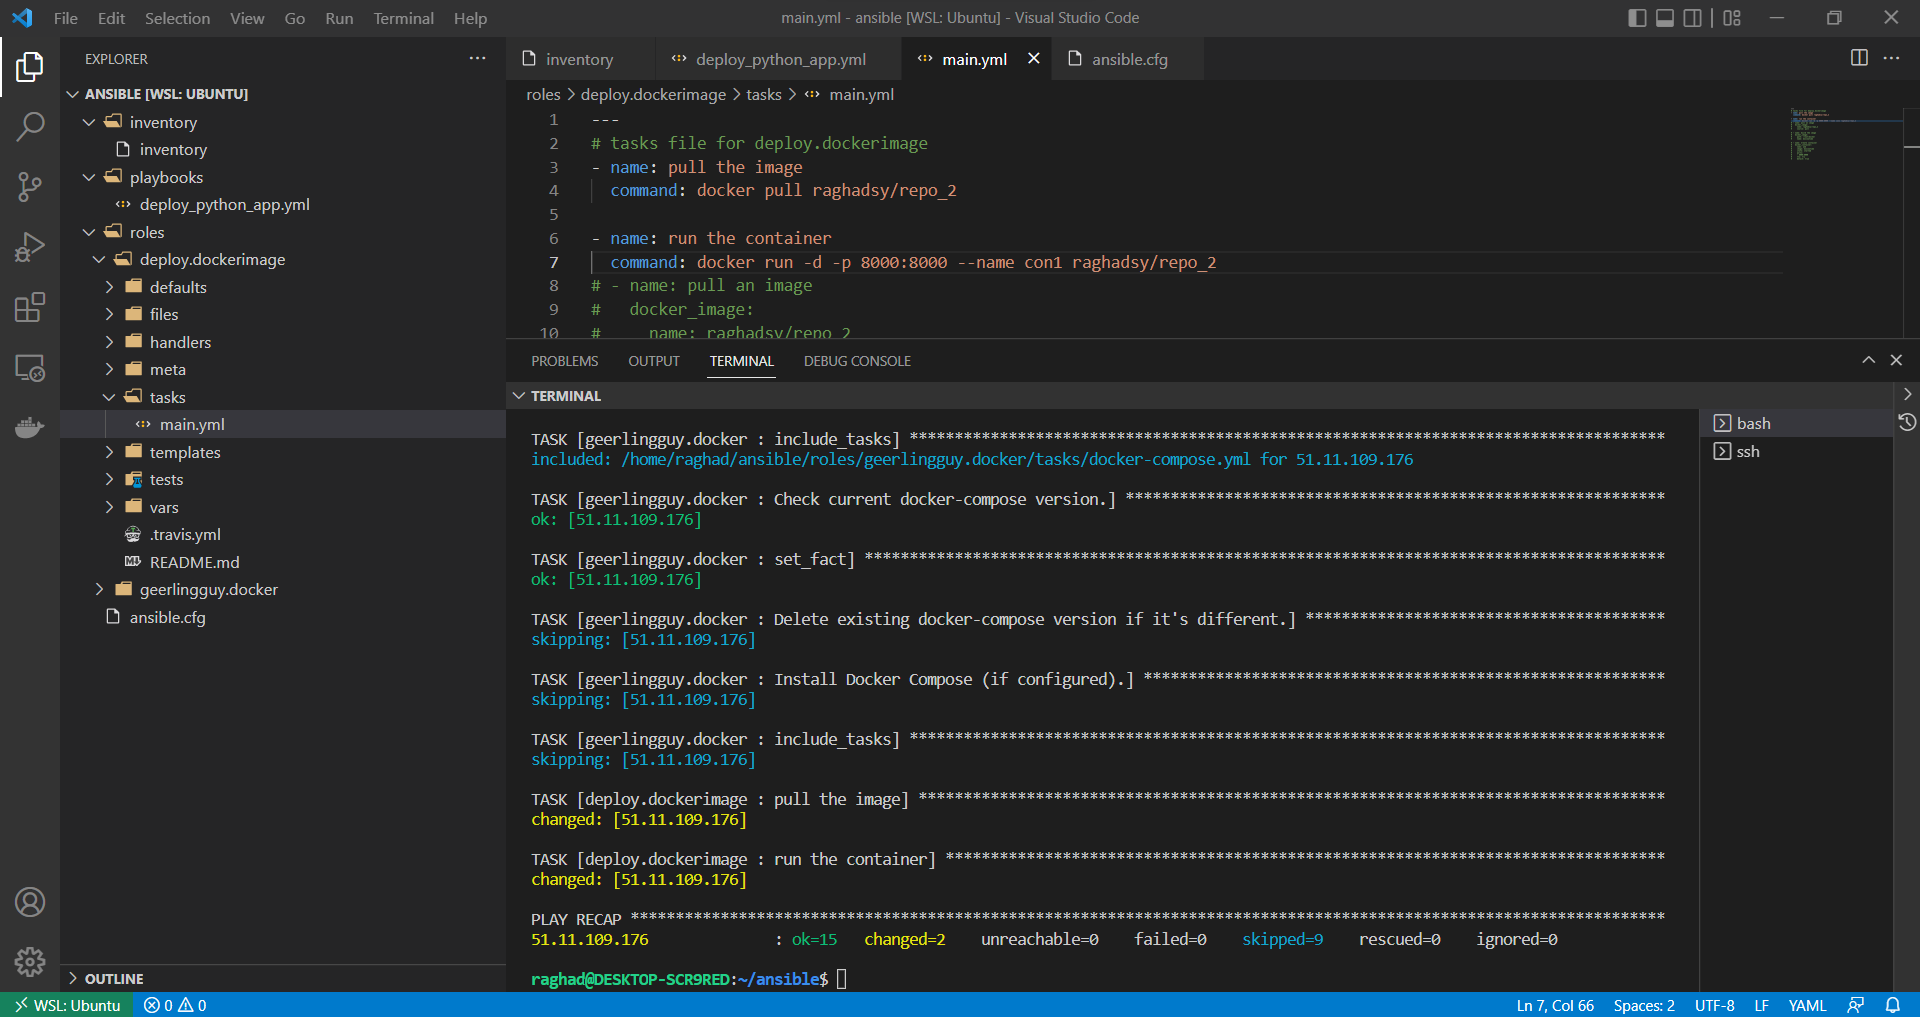 File Edit Selection View Go Run Terminal Help
main.yml - ansible [WSL: Ubuntu] - Visual Studio Code
EXPLORER
ANSIBLE [WSL: UBUNTU]
inventory
inventory
playbooks
deploy_python_app.yml
roles
deploy.dockerimage
defaults
files
handlers
meta
tasks
main.yml
templates
tests
vars
.travis.yml
README.md
geerlingguy.docker
ansible.cfg
OUTLINE
inventory deploy_python_app.yml main.yml ansible.cfg
roles > deploy.dockerimage > tasks > main.yml
1 ---
2 # tasks file for deploy.dockerimage
3 - name: pull the image
4 command: docker pull raghadsy/repo_2
5
6 - name: run the container
7 command: docker run -d -p 8000:8000 --name con1 raghadsy/repo_2
8 # - name: pull an image
9 # docker_image:
10 # name: raghadsy/repo_2
PROBLEMS OUTPUT TERMINAL DEBUG CONSOLE
TERMINAL
TASK [geerlingguy.docker : include_tasks] ************************************************************************************
included: /home/raghad/ansible/roles/geerlingguy.docker/tasks/docker-compose.yml for 51.11.109.176
TASK [geerlingguy.docker : Check current docker-compose version.] ************************************************************
ok: [51.11.109.176]
TASK [geerlingguy.docker : set_fact] *****************************************************************************************
ok: [51.11.109.176]
TASK [geerlingguy.docker : Delete existing docker-compose version if it's different.] ****************************************
skipping: [51.11.109.176]
TASK [geerlingguy.docker : Install Docker Compose (if configured).] **********************************************************
skipping: [51.11.109.176]
TASK [geerlingguy.docker : include_tasks] ************************************************************************************
skipping: [51.11.109.176]
TASK [deploy.dockerimage : pull the image] ***********************************************************************************
changed: [51.11.109.176]
TASK [deploy.dockerimage : run the container] ********************************************************************************
changed: [51.11.109.176]
PLAY RECAP *******************************************************************************************************************
51.11.109.176 : ok=15 changed=2 unreachable=0 failed=0 skipped=9 rescued=0 ignored=0
raghad@DESKTOP-SCR9RED:~/ansible$
bash
ssh
WSL: Ubuntu 0 0
Ln 7, Col 66 Spaces: 2 UTF-8 LF YAML